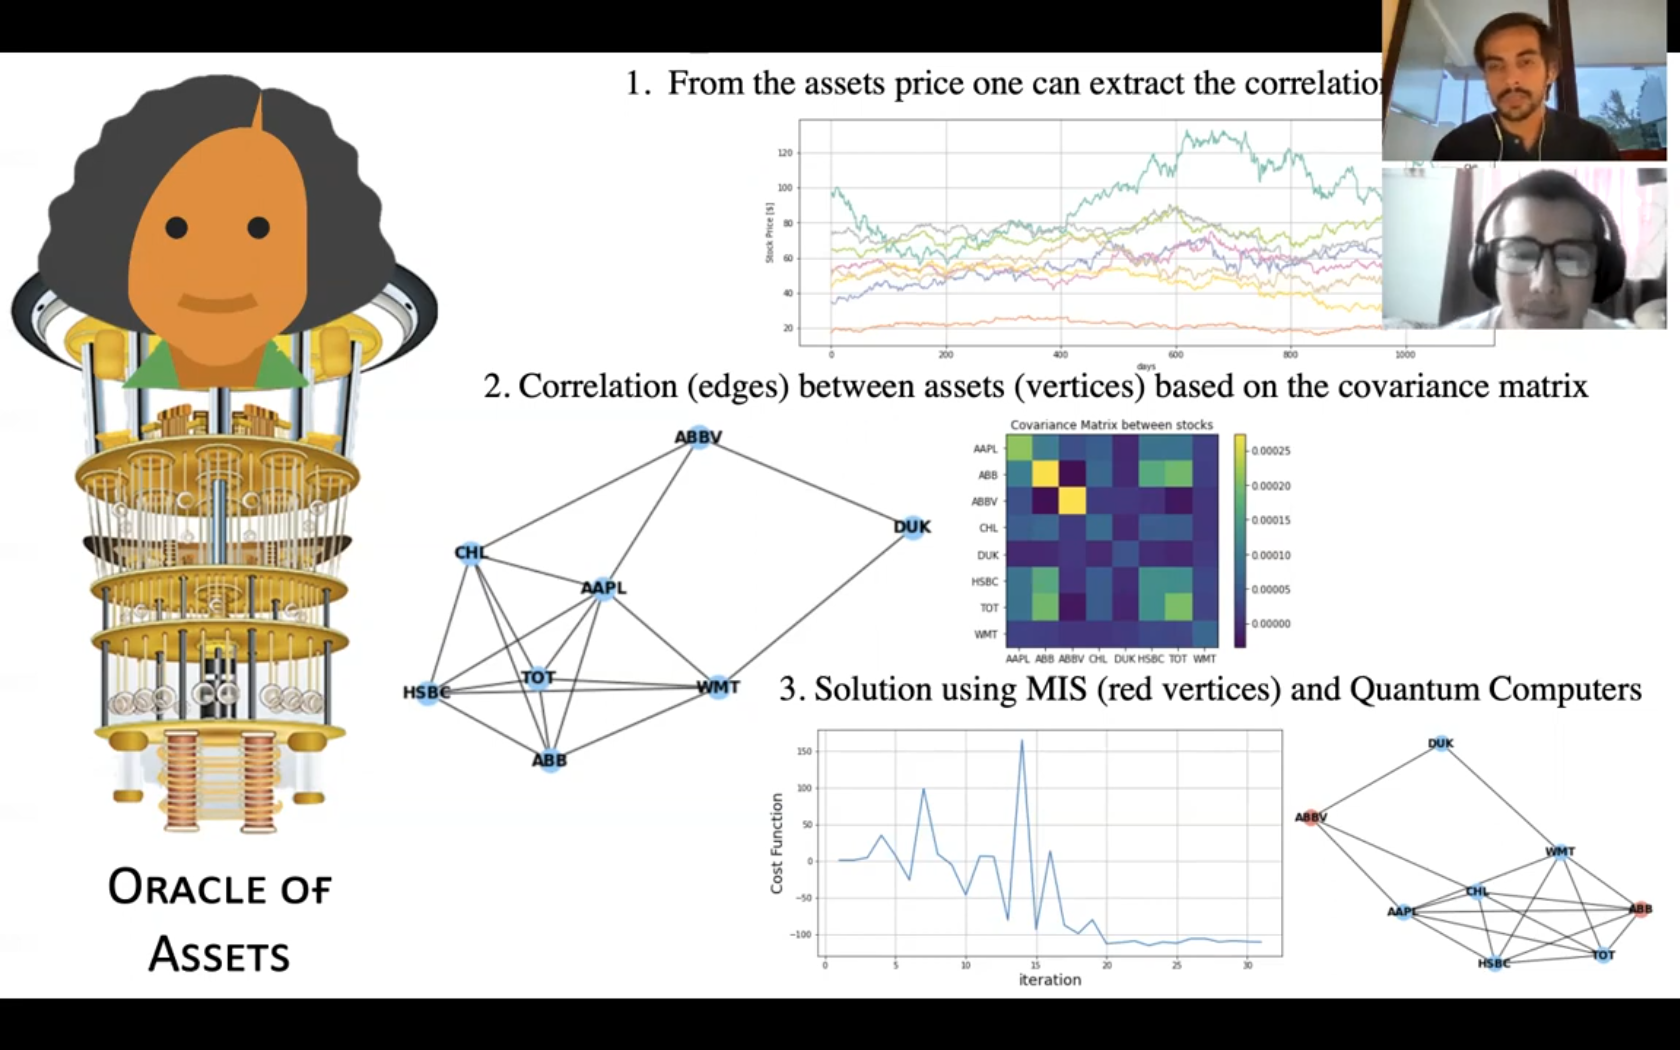 1. From the assets price one can extract the correlation
120
100
80
60
40
20
Stock Price [$]
0 200 400 600 800 1000
days
2. Correlation (edges) between assets (vertices) based on the covariance matrix
ABBV
DUK
CHL
AAPL
TOT
HSBC
WMT
ABB
Covariance Matrix between stocks
AAPL
ABB
ABBV
CHL
DUK
HSBC
TOT
WMT
AAPL ABB ABBV CHL DUK HSBC TOT WMT
0.00025
0.00020
0.00015
0.00010
0.00005
0.00000
3. Solution using MIS (red vertices) and Quantum Computers
150
100
50
0
−50
−100
Cost Function
0 5 10 15 20 25 30
iteration
DUK
ABBV
WMT
CHL
AAPL
ABB
TOT
HSBC
ORACLE OF
ASSETS